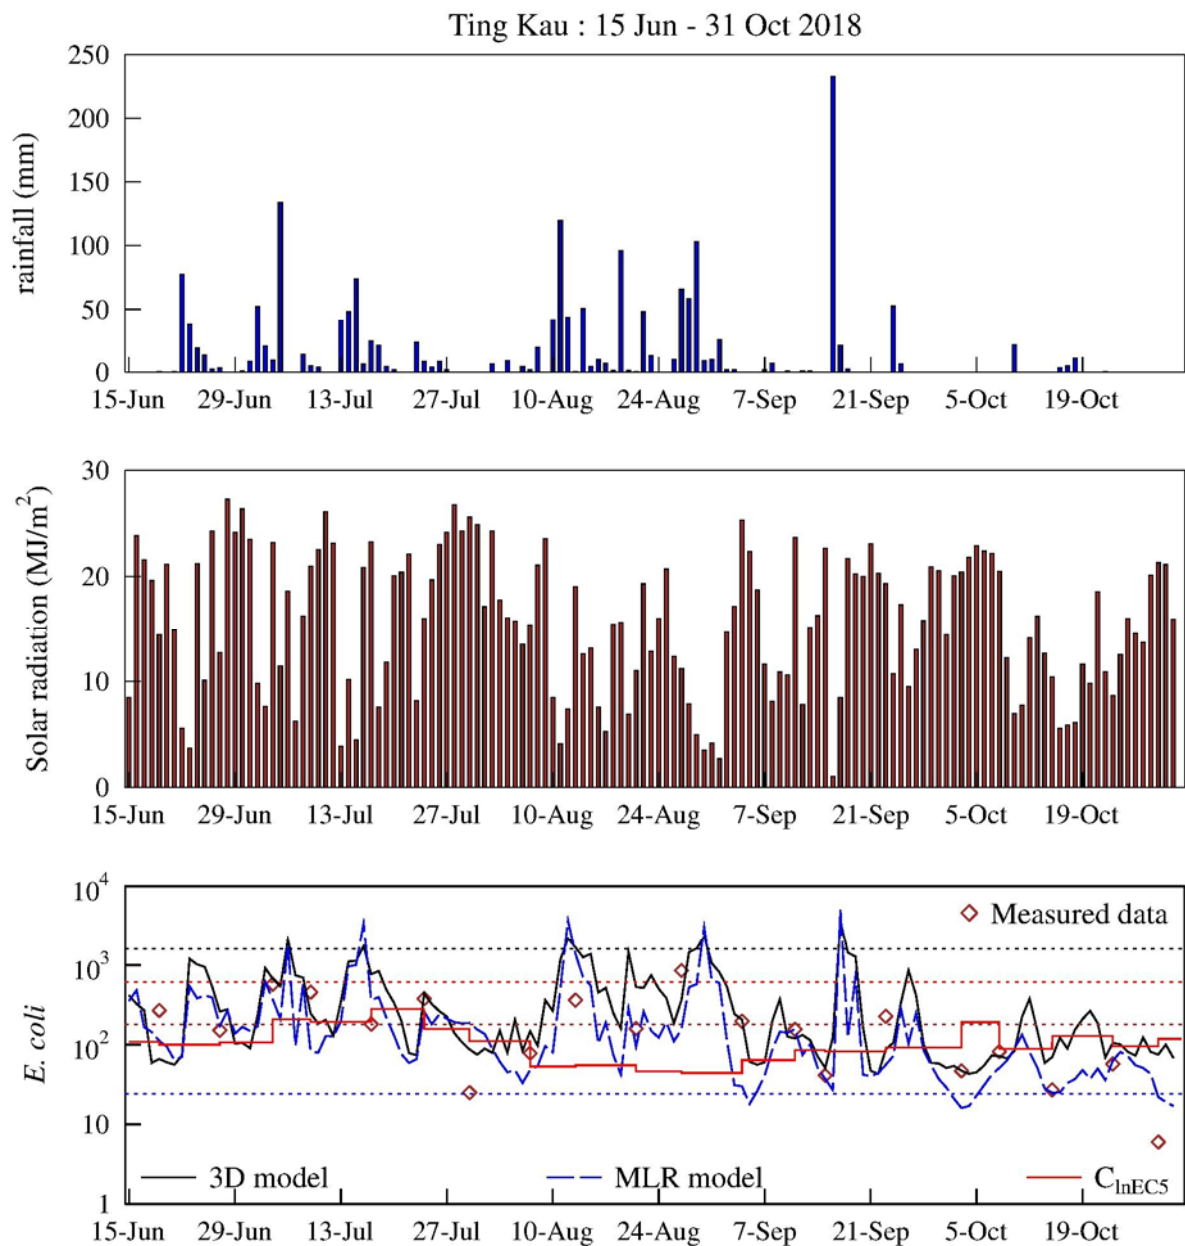 Ting Kau : 15 Jun - 31 Oct 2018
rainfall (mm)
250
200
150
100
50
0
15-Jun 29-Jun 13-Jul 27-Jul 10-Aug 24-Aug 7-Sep 21-Sep 5-Oct 19-Oct
Solar radiation (MJ/m²)
30
20
10
0
15-Jun 29-Jun 13-Jul 27-Jul 10-Aug 24-Aug 7-Sep 21-Sep 5-Oct 19-Oct
E. coli
10⁴
10³
10²
10
1
Measured data
3D model MLR model C_lnEC5
15-Jun 29-Jun 13-Jul 27-Jul 10-Aug 24-Aug 7-Sep 21-Sep 5-Oct 19-Oct